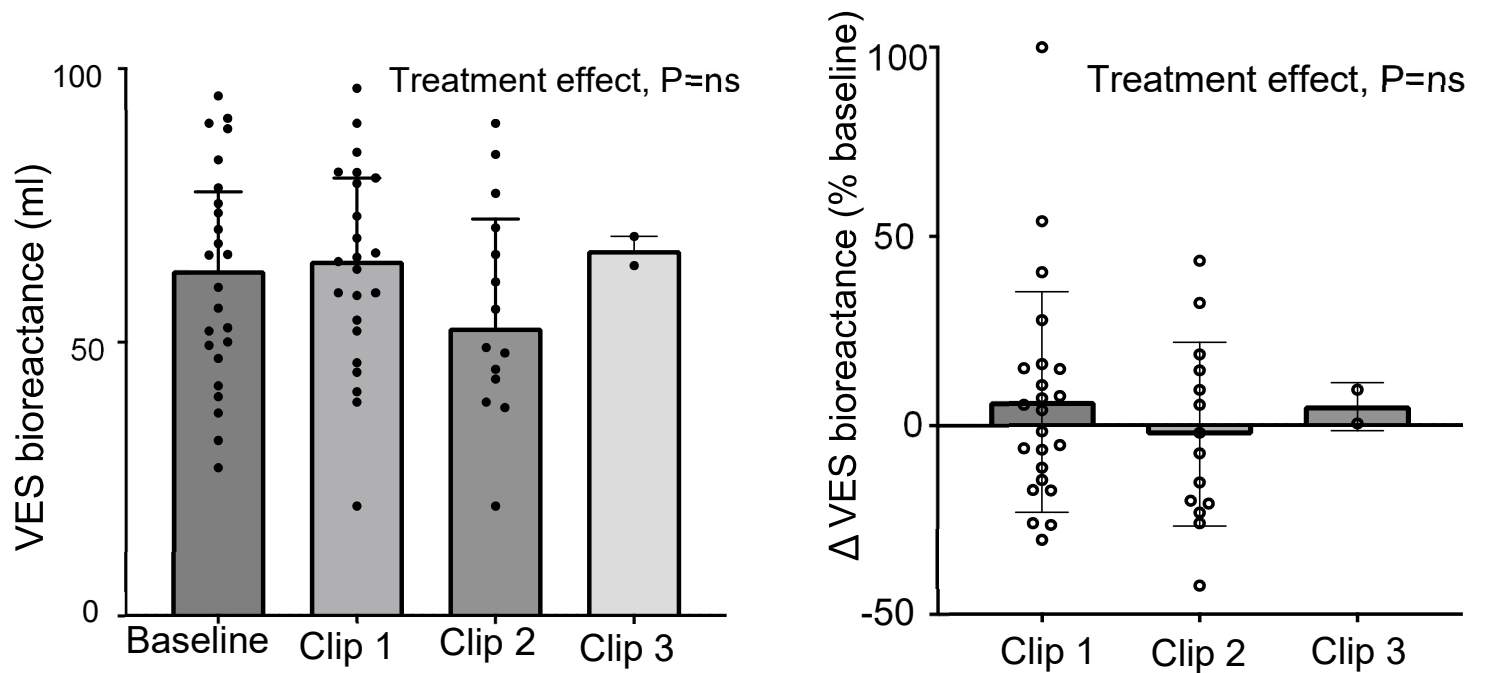 VES bioreactance (ml)
100
50
0
Treatment effect, P=ns
Baseline
Clip 1
Clip 2
Clip 3
Δ VES bioreactance (% baseline)
100
50
0
-50
Treatment effect, P=ns
Clip 1
Clip 2
Clip 3